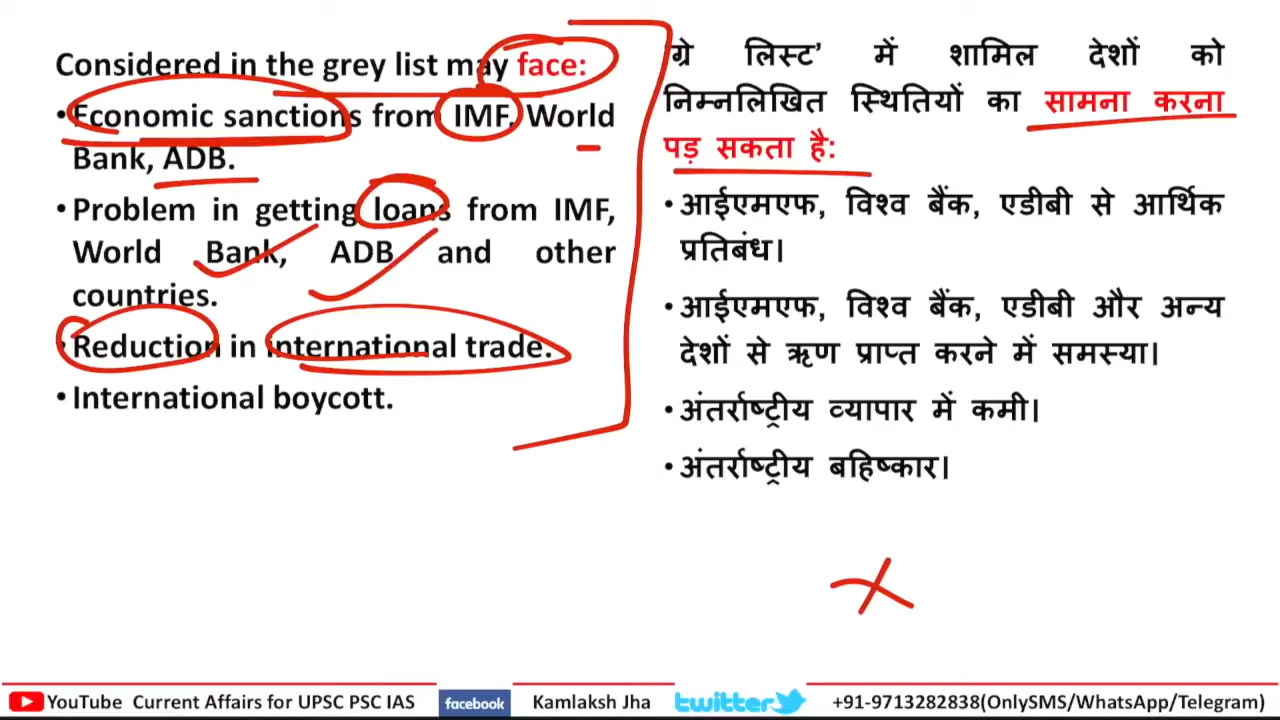 Considered in the grey list may face:
• Economic sanctions from IMF, World
Bank, ADB.
• Problem in getting loans from IMF,
World Bank, ADB and other
countries.
• Reduction in international trade.
• International boycott.
'ग्रे लिस्ट' में शामिल देशों को
निम्नलिखित स्थितियों का सामना करना
पड़ सकता है:
• आईएमएफ, विश्व बैंक, एडीबी से आर्थिक
प्रतिबंध।
• आईएमएफ, विश्व बैंक, एडीबी और अन्य
देशों से ऋण प्राप्त करने में समस्या।
• अंतर्राष्ट्रीय व्यापार में कमी।
• अंतर्राष्ट्रीय बहिष्कार।
YouTube Current Affairs for UPSC PSC IAS facebook Kamlaksh Jha twitter +91-9713282838(OnlySMS/WhatsApp/Telegram)